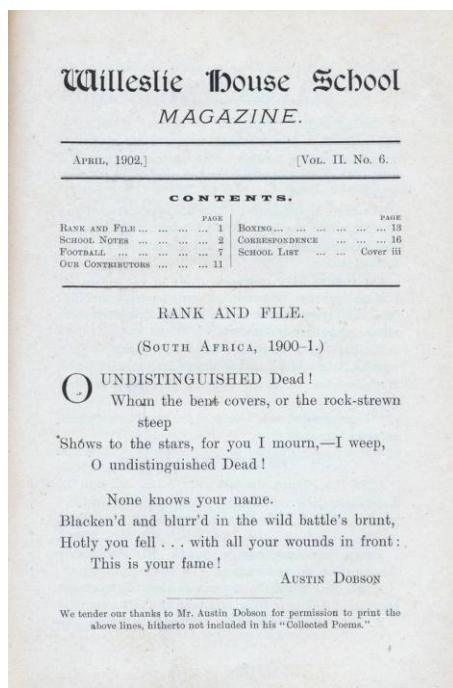 Willeslie House School
MAGAZINE.
APRIL, 1902.] [VOL. II. No. 6.
CONTENTS.
PAGE
RANK AND FILE ... ... ... ... 1
SCHOOL NOTES ... ... ... ... 2
FOOTBALL ... ... ... ... ... 7
OUR CONTRIBUTORS ... ... ... 11
PAGE
BOXING ... ... ... ... ... ... 13
CORRESPONDENCE ... ... ... 16
SCHOOL LIST ... ... Cover iii
RANK AND FILE.
(SOUTH AFRICA, 1900-1.)
O UNDISTINGUISHED Dead!
Whom the bent covers, or the rock-strewn
steep
Shows to the stars, for you I mourn,—I weep,
O undistinguished Dead!
None knows your name.
Blacken'd and blurr'd in the wild battle's brunt,
Hotly you fell . . . with all your wounds in front:
This is your fame!
AUSTIN DOBSON
We tender our thanks to Mr. Austin Dobson for permission to print the
above lines, hitherto not included in his "Collected Poems."